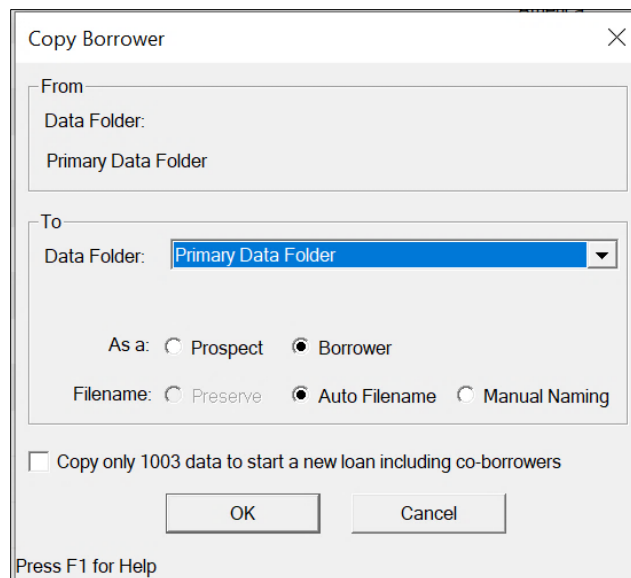 Copy Borrower
From
Data Folder:
Primary Data Folder
To
Data Folder: Primary Data Folder
As a: Prospect Borrower
Filename: Preserve Auto Filename Manual Naming
Copy only 1003 data to start a new loan including co-borrowers
OK Cancel
Press F1 for Help